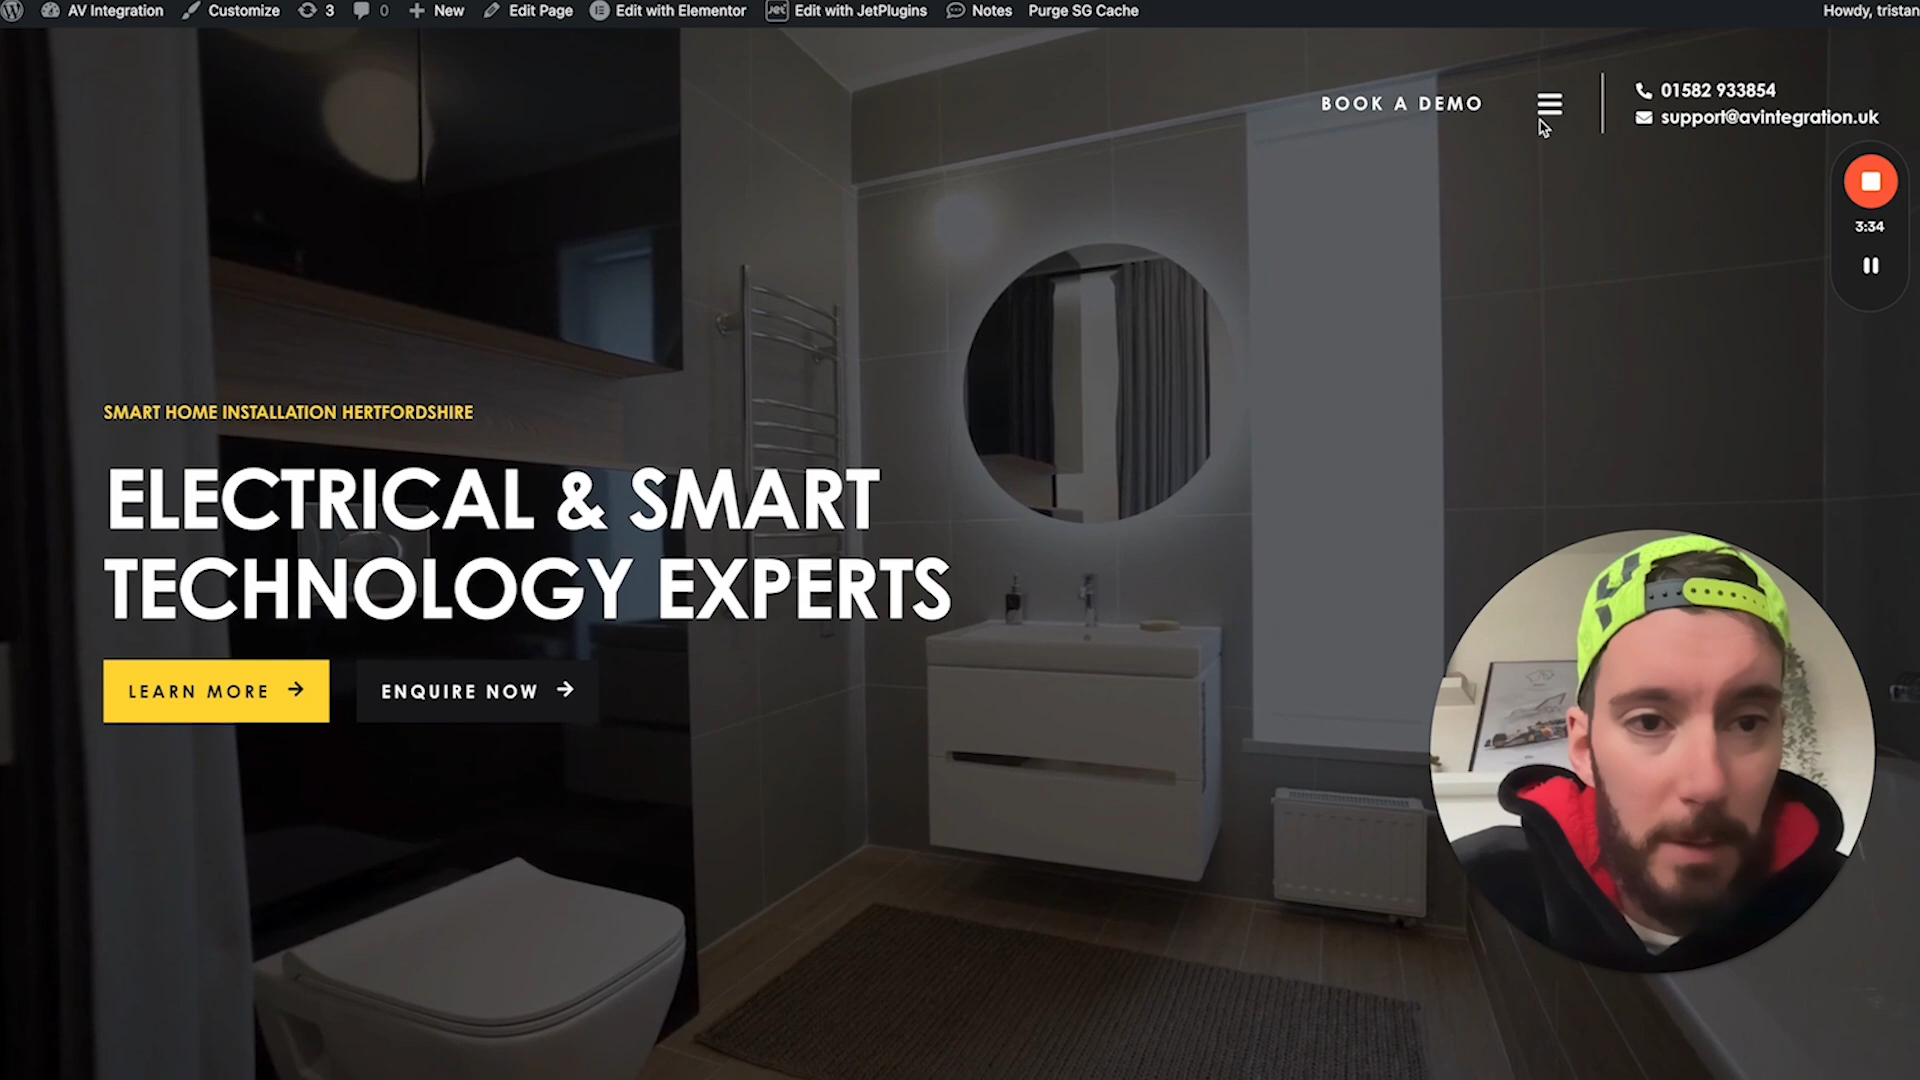 AV Integration Customize 3 0 New Edit Page Edit with Elementor Edit with JetPlugins Notes Purge SG Cache Howdy, tristan
BOOK A DEMO
01582 933854
support@avintegration.uk
3:34
SMART HOME INSTALLATION HERTFORDSHIRE
ELECTRICAL & SMART
TECHNOLOGY EXPERTS
LEARN MORE
ENQUIRE NOW